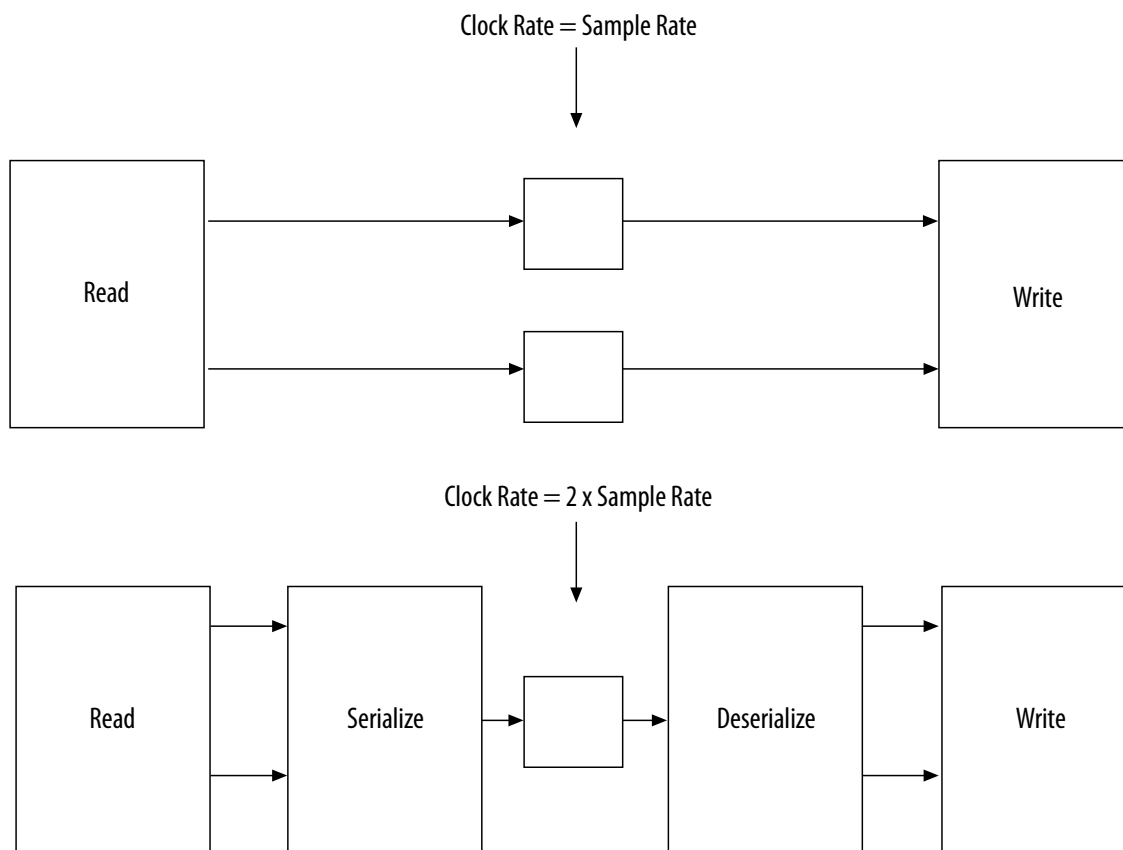 Clock Rate = Sample Rate
Read
Write
Clock Rate = 2 x Sample Rate
Read
Serialize
Deserialize
Write